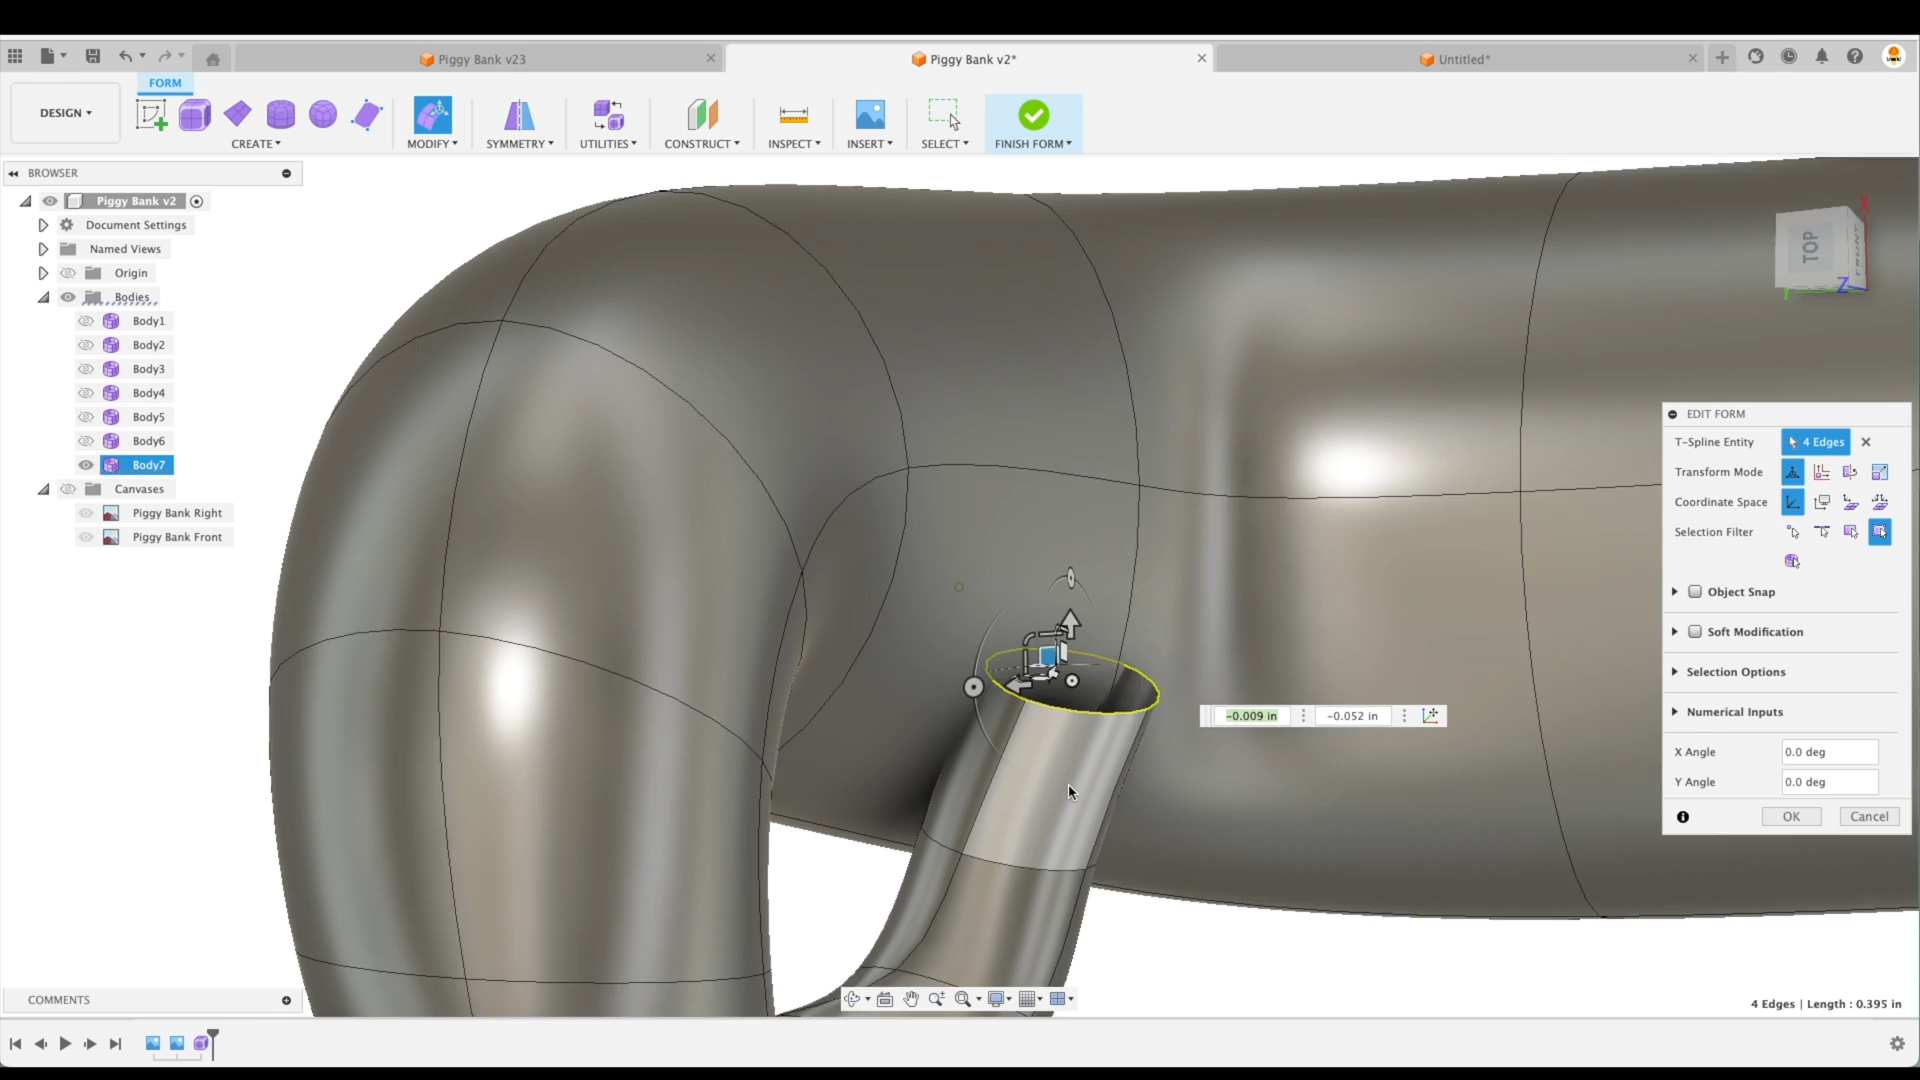 Piggy Bank v23
Piggy Bank v2*
Untitled*
FORM
DESIGN
CREATE
MODIFY
SYMMETRY
UTILITIES
CONSTRUCT
INSPECT
INSERT
SELECT
FINISH FORM
BROWSER
Piggy Bank v2
Document Settings
Named Views
Origin
Bodies
Body1
Body2
Body3
Body4
Body5
Body6
Body7
Canvases
Piggy Bank Right
Piggy Bank Front
TOP
FRONT
X
Y
Z
-0.009 in
-0.052 in
EDIT FORM
T-Spline Entity 4 Edges
Transform Mode
Coordinate Space
Selection Filter
Object Snap
Soft Modification
Selection Options
Numerical Inputs
X Angle 0.0 deg
Y Angle 0.0 deg
OK Cancel
COMMENTS
4 Edges | Length : 0.395 in